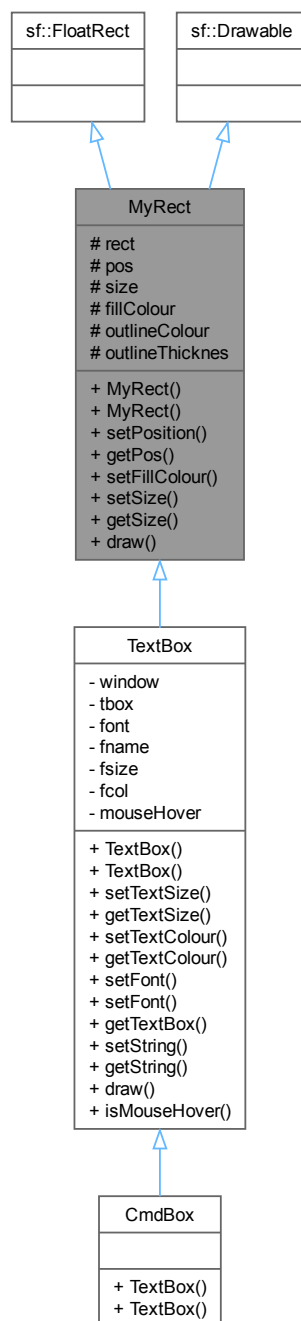 sf::FloatRect
sf::Drawable
MyRect
# rect
# pos
# size
# fillColour
# outlineColour
# outlineThicknes
+ MyRect()
+ MyRect()
+ setPosition()
+ getPos()
+ setFillColour()
+ setSize()
+ getSize()
+ draw()
TextBox
- window
- tbox
- font
- fname
- fsize
- fcol
- mouseHover
+ TextBox()
+ TextBox()
+ setTextSize()
+ getTextSize()
+ setTextColour()
+ getTextColour()
+ setFont()
+ setFont()
+ getTextBox()
+ setString()
+ getString()
+ draw()
+ isMouseHover()
CmdBox
+ TextBox()
+ TextBox()